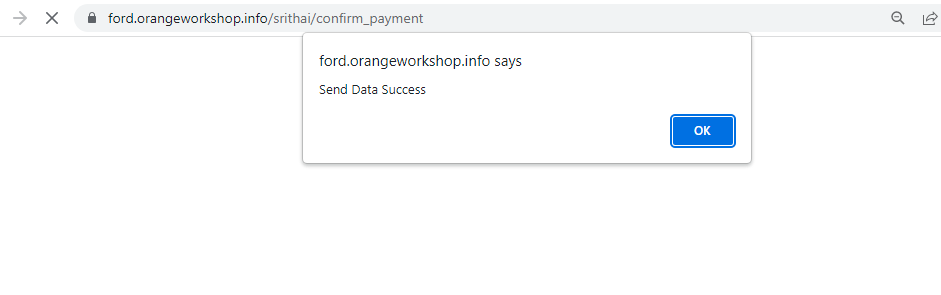 ford.orangeworkshop.info/srithai/confirm_payment
ford.orangeworkshop.info says
Send Data Success
OK